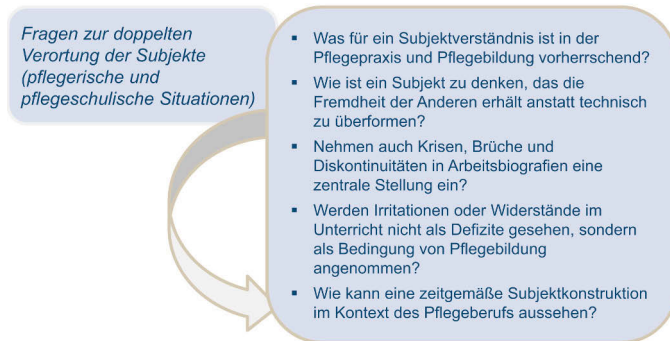 Fragen zur doppelten
Verortung der Subjekte
(pflegerische und
pflegeschulische Situationen)
▪ Was für ein Subjektverständnis ist in der
Pflegepraxis und Pflegebildung vorherrschend?
▪ Wie ist ein Subjekt zu denken, das die
Fremdheit der Anderen erhält anstatt technisch
zu überformen?
▪ Nehmen auch Krisen, Brüche und
Diskontinuitäten in Arbeitsbiografien eine
zentrale Stellung ein?
▪ Werden Irritationen oder Widerstände im
Unterricht nicht als Defizite gesehen, sondern
als Bedingung von Pflegebildung
angenommen?
▪ Wie kann eine zeitgemäße Subjektkonstruktion
im Kontext des Pflegeberufs aussehen?